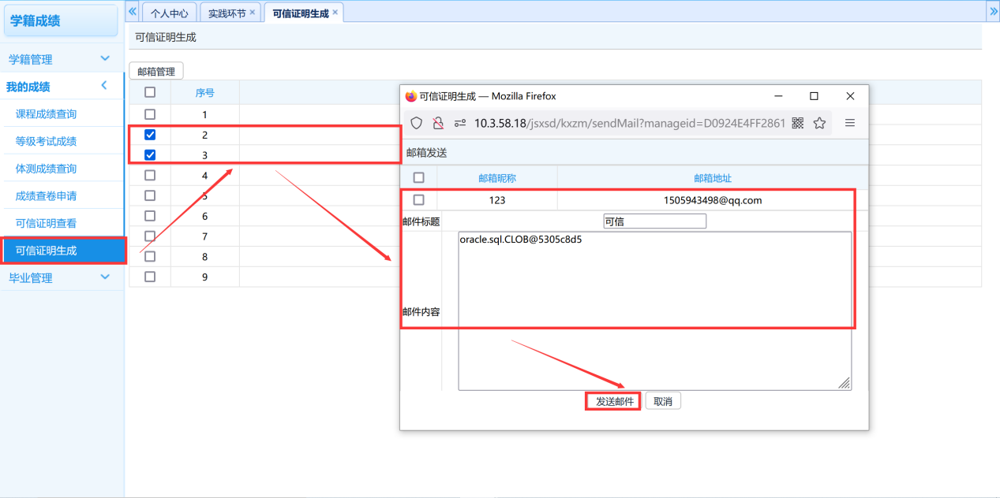 学籍成绩
个人中心
实践环节
可信证明生成
可信证明生成
学籍管理
我的成绩
课程成绩查询
等级考试成绩
体测成绩查询
成绩查卷申请
可信证明查看
可信证明生成
毕业管理
邮箱管理
序号
1
2
3
4
5
6
7
8
9
可信证明生成 — Mozilla Firefox
10.3.58.18/jsxsd/kxzm/sendMail?manageid=D0924E4FF2861
邮箱发送
邮箱昵称 邮箱地址
123 1505943498@qq.com
邮件标题 可信
oracle.sql.CLOB@5305c8d5
邮件内容
发送邮件 取消